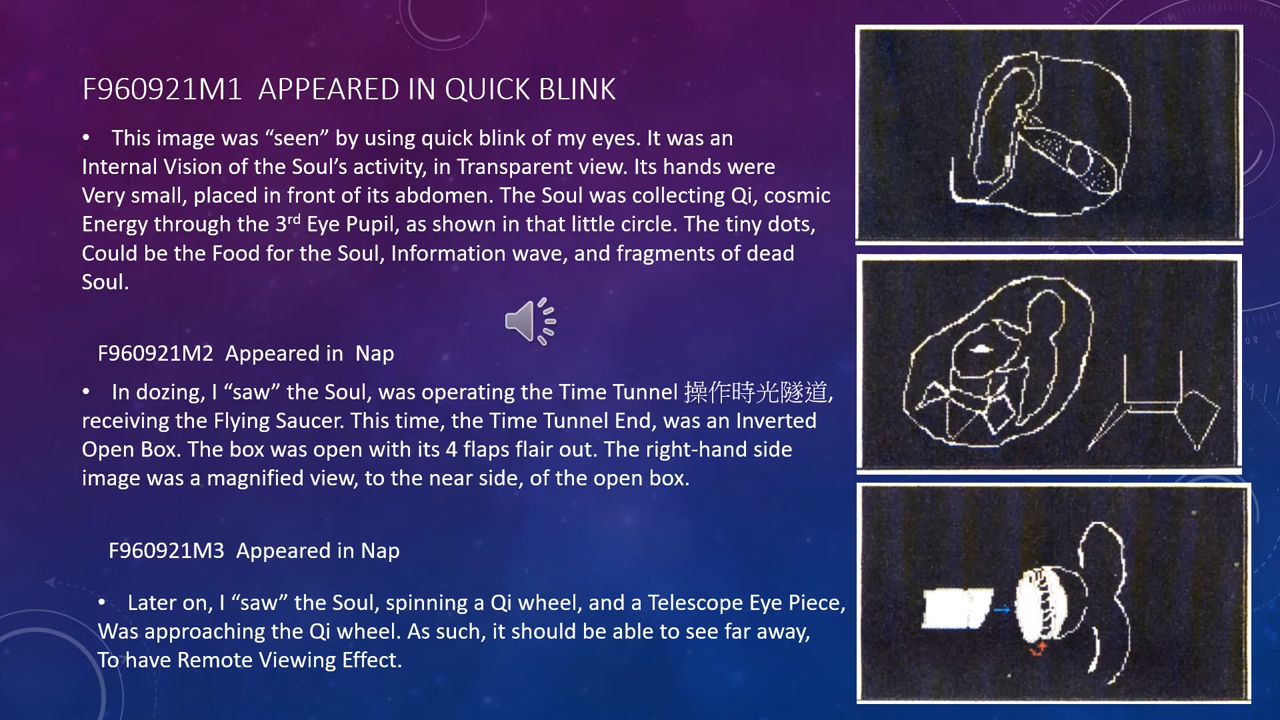 F960921M1 APPEARED IN QUICK BLINK
• This image was “seen” by using quick blink of my eyes. It was an
Internal Vision of the Soul’s activity, in Transparent view. Its hands were
Very small, placed in front of its abdomen. The Soul was collecting Qi, cosmic
Energy through the 3rd Eye Pupil, as shown in that little circle. The tiny dots,
Could be the Food for the Soul, Information wave, and fragments of dead
Soul.
F960921M2 Appeared in Nap
• In dozing, I “saw” the Soul, was operating the Time Tunnel 操作時光隧道,
receiving the Flying Saucer. This time, the Time Tunnel End, was an Inverted
Open Box. The box was open with its 4 flaps flair out. The right-hand side
image was a magnified view, to the near side, of the open box.
F960921M3 Appeared in Nap
• Later on, I “saw” the Soul, spinning a Qi wheel, and a Telescope Eye Piece,
Was approaching the Qi wheel. As such, it should be able to see far away,
To have Remote Viewing Effect.